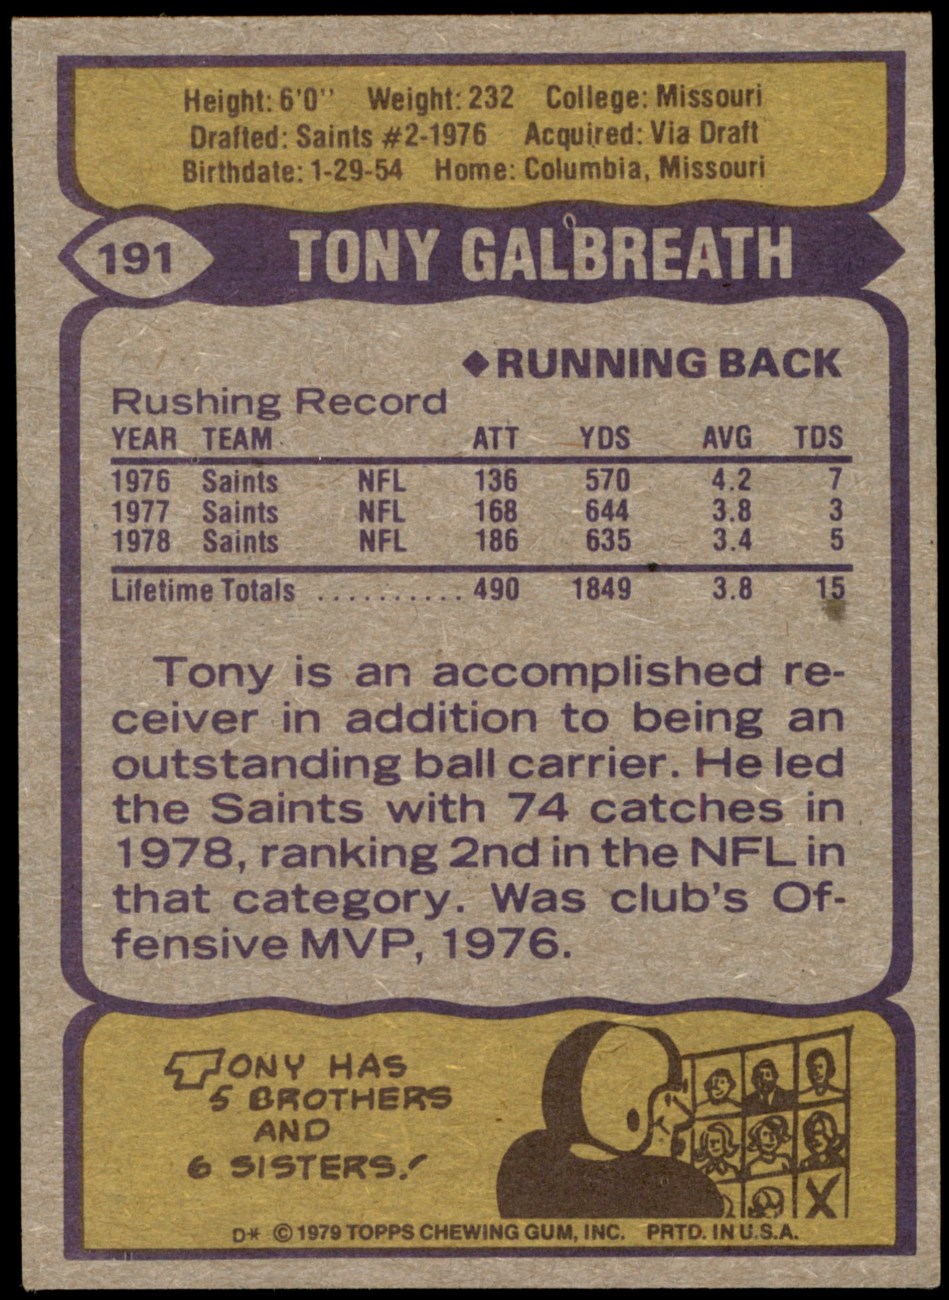 Height: 6'0" Weight: 232 College: Missouri
Drafted: Saints #2-1976 Acquired: Via Draft
Birthdate: 1-29-54 Home: Columbia, Missouri
191 TONY GALBREATH
◆RUNNING BACK
Rushing Record
YEAR TEAM ATT YDS AVG TDS
1976 Saints NFL 136 570 4.2 7
1977 Saints NFL 168 644 3.8 3
1978 Saints NFL 186 635 3.4 5
Lifetime Totals .......... 490 1849 3.8 15
Tony is an accomplished re-
ceiver in addition to being an
outstanding ball carrier. He led
the Saints with 74 catches in
1978, ranking 2nd in the NFL in
that category. Was club's Of-
fensive MVP, 1976.
TONY HAS
5 BROTHERS
AND
6 SISTERS!
X
D* © 1979 TOPPS CHEWING GUM, INC. PRTD. IN U.S.A.